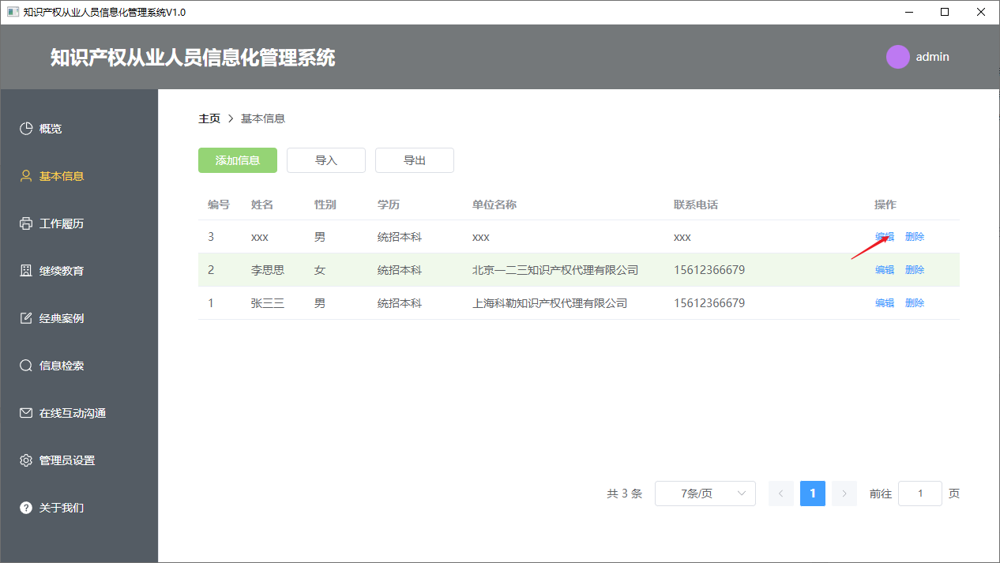 知识产权从业人员信息化管理系统V1.0
知识产权从业人员信息化管理系统
admin
概览
基本信息
工作履历
继续教育
经典案例
信息检索
在线互动沟通
管理员设置
关于我们
主页 > 基本信息
添加信息 导入 导出
编号 姓名 性别 学历 单位名称 联系电话 操作
3 xxx 男 统招本科 xxx xxx 编辑 删除
2 李思思 女 统招本科 北京一二三知识产权代理有限公司 15612366679 编辑 删除
1 张三三 男 统招本科 上海科勒知识产权代理有限公司 15612366679 编辑 删除
共 3 条 7条/页 < 1 > 前往 1 页